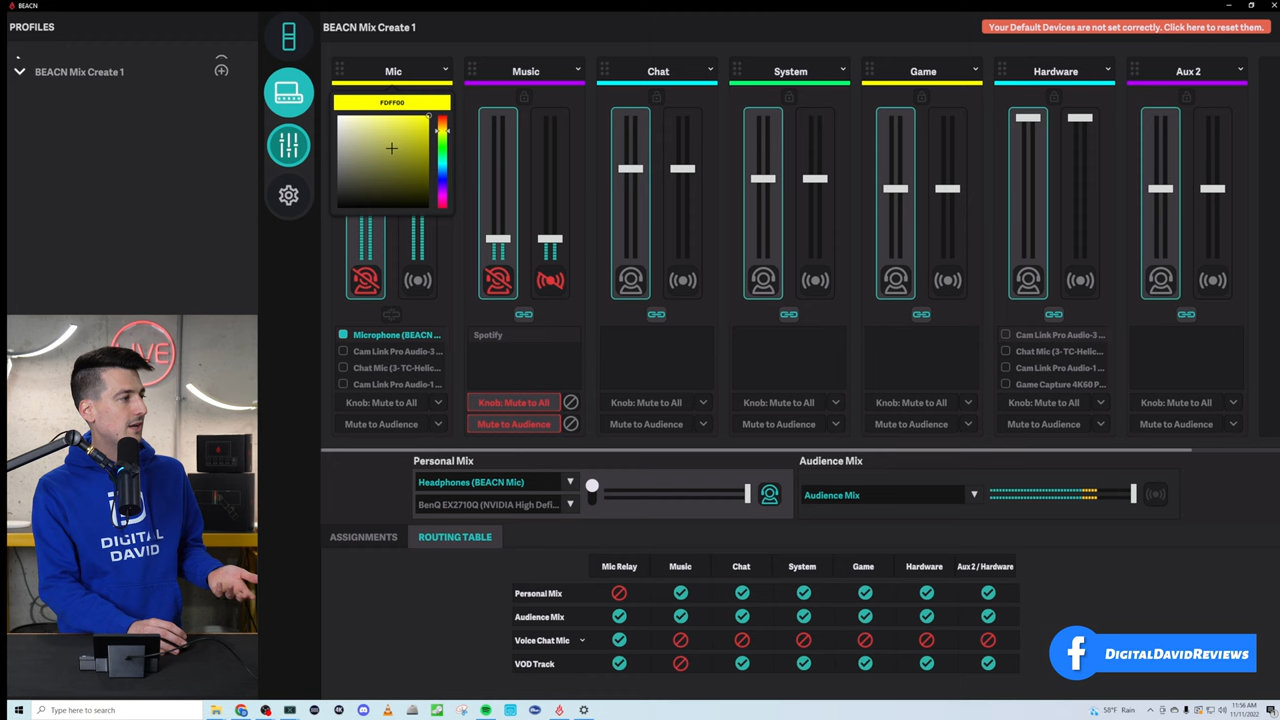 BEACN
PROFILES
BEACN Mix Create 1
BEACN Mix Create 1
Your Default Devices are not set correctly. Click here to reset them.
Mic
Music
Chat
System
Game
Hardware
Aux 2
FDFF00
Microphone (BEACN ...
Cam Link Pro Audio-3 ...
Chat Mic (3- TC-Helic...
Cam Link Pro Audio-1 ...
Spotify
Cam Link Pro Audio-3 ...
Chat Mic (3- TC-Helic...
Cam Link Pro Audio-1 ...
Game Capture 4K60 P...
Knob: Mute to All
Knob: Mute to All
Knob: Mute to All
Knob: Mute to All
Knob: Mute to All
Knob: Mute to All
Knob: Mute to All
Mute to Audience
Mute to Audience
Mute to Audience
Mute to Audience
Mute to Audience
Mute to Audience
Mute to Audience
Personal Mix
Audience Mix
Headphones (BEACN Mic)
BenQ EX2710Q (NVIDIA High Defi...
Audience Mix
ASSIGNMENTS
ROUTING TABLE
Mic Relay
Music
Chat
System
Game
Hardware
Aux 2 / Hardware
Personal Mix
Audience Mix
Voice Chat Mic
VOD Track
LIVE
DIGITAL
DAVID
DIGITALDAVIDREVIEWS
Type here to search
58°F Rain
11:56 AM
11/11/2022